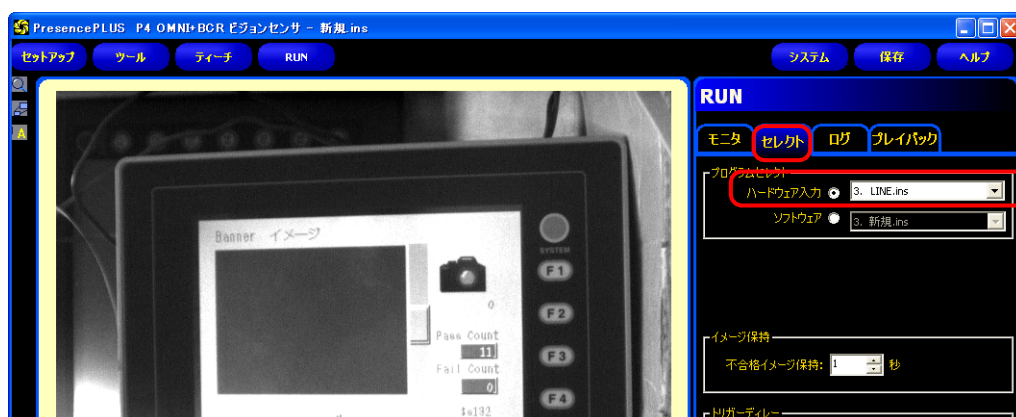 PresencePLUS P4 OMNI+BCR ビジョンセンサ - 新規.ins
セットアップ ツール ティーチ RUN システム 保存 ヘルプ
A
RUN
モニタ セレクト ログ プレイバック
プログラムセレクト
ハードウェア入力 3. LINE.ins
ソフトウェア 3. 新規.ins
イメージ保持
不合格イメージ保持: 1 秒
トリガーディレー
Banner イメージ
SYSTEM
F1
0
F2
Pass Count
11
F3
Fail Count
0
F4
$s132